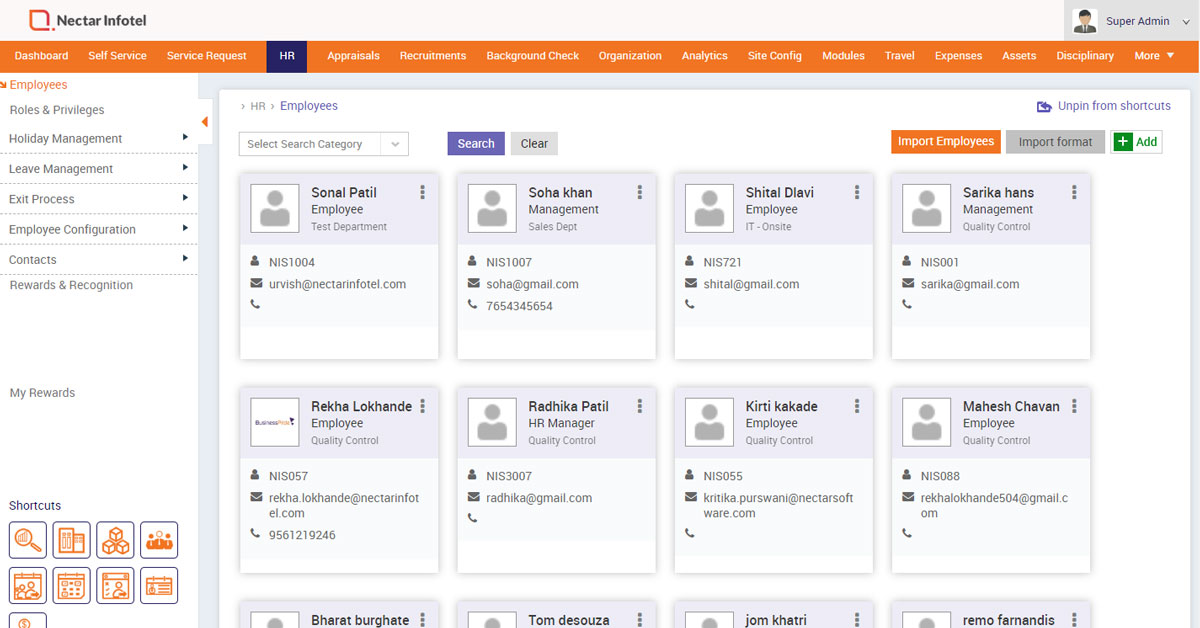 Nectar Infotel
Super Admin
Dashboard Self Service Service Request HR Appraisals Recruitments Background Check Organization Analytics Site Config Modules Travel Expenses Assets Disciplinary More
Employees
Roles & Privileges
Holiday Management
Leave Management
Exit Process
Employee Configuration
Contacts
Rewards & Recognition
My Rewards
Shortcuts
› HR › Employees
Unpin from shortcuts
Select Search Category Search Clear Import Employees Import format + Add
Sonal Patil
Employee
Test Department
NIS1004
urvish@nectarinfotel.com
Soha khan
Management
Sales Dept
NIS1007
soha@gmail.com
7654345654
Shital Dlavi
Employee
IT - Onsite
NIS721
shital@gmail.com
Sarika hans
Management
Quality Control
NIS001
sarika@gmail.com
BusinessPride
Rekha Lokhande
Employee
Quality Control
NIS057
rekha.lokhande@nectarinfot
el.com
9561219246
Radhika Patil
HR Manager
Quality Control
NIS3007
radhika@gmail.com
Kirti kakade
Employee
Quality Control
NIS055
kritika.purswani@nectarsoft
ware.com
Mahesh Chavan
Employee
Quality Control
NIS088
rekhalokhande504@gmail.c
om
Bharat burghate
Tom desouza
jom khatri
remo farnandis